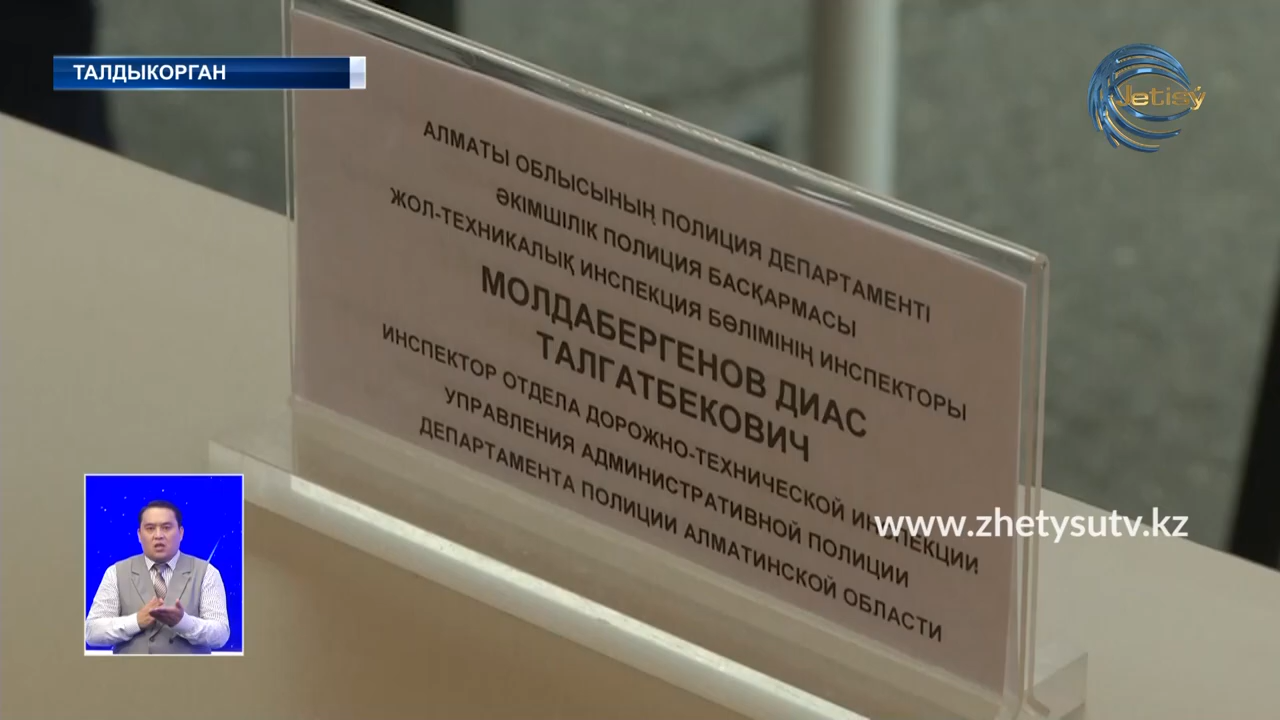 ТАЛДЫКОРГАН
Jetisý
АЛМАТЫ ОБЛЫСЫНЫҢ ПОЛИЦИЯ ДЕПАРТАМЕНТІ
ӘКІМШІЛІК ПОЛИЦИЯ БАСҚАРМАСЫ
ЖОЛ-ТЕХНИКАЛЫҚ ИНСПЕКЦИЯ БӨЛІМІНІҢ ИНСПЕКТОРЫ
МОЛДАБЕРГЕНОВ ДИАС
ТАЛГАТБЕКОВИЧ
ИНСПЕКТОР ОТДЕЛА ДОРОЖНО-ТЕХНИЧЕСКОЙ ИНСПЕКЦИИ
УПРАВЛЕНИЯ АДМИНИСТРАТИВНОЙ ПОЛИЦИИ
ДЕПАРТАМЕНТА ПОЛИЦИИ АЛМАТИНСКОЙ ОБЛАСТИ
www.zhetysutv.kz